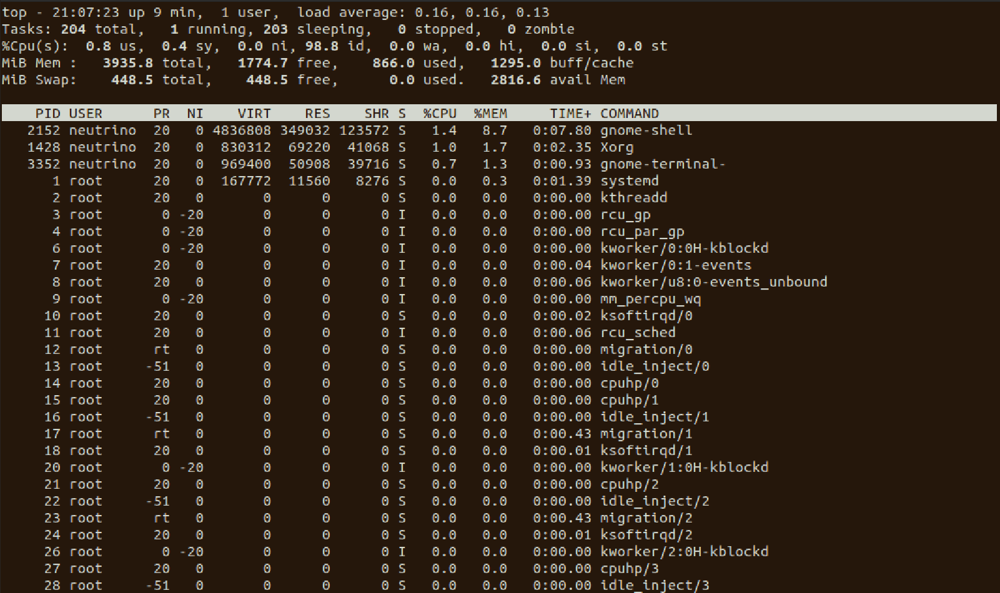 top - 21:07:23 up 9 min,  1 user,  load average: 0.16, 0.16, 0.13
Tasks: 204 total,   1 running, 203 sleeping,   0 stopped,   0 zombie
%Cpu(s):  0.8 us,  0.4 sy,  0.0 ni, 98.8 id,  0.0 wa,  0.0 hi,  0.0 si,  0.0 st
MiB Mem :   3935.8 total,   1774.7 free,    866.0 used,   1295.0 buff/cache
MiB Swap:    448.5 total,    448.5 free,      0.0 used.   2816.6 avail Mem
PID USER      PR  NI    VIRT    RES    SHR S  %CPU  %MEM     TIME+ COMMAND
2152 neutrino  20   0 4836808 349032 123572 S   1.4   8.7   0:07.80 gnome-shell
1428 neutrino  20   0  830312  69220  41068 S   1.0   1.7   0:02.35 Xorg
3352 neutrino  20   0  969400  50908  39716 S   0.7   1.3   0:00.93 gnome-terminal-
1 root      20   0  167772  11560   8276 S   0.0   0.3   0:01.39 systemd
2 root      20   0       0      0      0 S   0.0   0.0   0:00.00 kthreadd
3 root       0 -20       0      0      0 I   0.0   0.0   0:00.00 rcu_gp
4 root       0 -20       0      0      0 I   0.0   0.0   0:00.00 rcu_par_gp
6 root       0 -20       0      0      0 I   0.0   0.0   0:00.00 kworker/0:0H-kblockd
7 root      20   0       0      0      0 I   0.0   0.0   0:00.04 kworker/0:1-events
8 root      20   0       0      0      0 I   0.0   0.0   0:00.06 kworker/u8:0-events_unbound
9 root       0 -20       0      0      0 I   0.0   0.0   0:00.00 mm_percpu_wq
10 root      20   0       0      0      0 S   0.0   0.0   0:00.02 ksoftirqd/0
11 root      20   0       0      0      0 I   0.0   0.0   0:00.06 rcu_sched
12 root      rt   0       0      0      0 S   0.0   0.0   0:00.00 migration/0
13 root     -51   0       0      0      0 S   0.0   0.0   0:00.00 idle_inject/0
14 root      20   0       0      0      0 S   0.0   0.0   0:00.00 cpuhp/0
15 root      20   0       0      0      0 S   0.0   0.0   0:00.00 cpuhp/1
16 root     -51   0       0      0      0 S   0.0   0.0   0:00.00 idle_inject/1
17 root      rt   0       0      0      0 S   0.0   0.0   0:00.43 migration/1
18 root      20   0       0      0      0 S   0.0   0.0   0:00.01 ksoftirqd/1
20 root       0 -20       0      0      0 I   0.0   0.0   0:00.00 kworker/1:0H-kblockd
21 root      20   0       0      0      0 S   0.0   0.0   0:00.00 cpuhp/2
22 root     -51   0       0      0      0 S   0.0   0.0   0:00.00 idle_inject/2
23 root      rt   0       0      0      0 S   0.0   0.0   0:00.43 migration/2
24 root      20   0       0      0      0 S   0.0   0.0   0:00.01 ksoftirqd/2
26 root       0 -20       0      0      0 I   0.0   0.0   0:00.00 kworker/2:0H-kblockd
27 root      20   0       0      0      0 S   0.0   0.0   0:00.00 cpuhp/3
28 root     -51   0       0      0      0 S   0.0   0.0   0:00.00 idle_inject/3